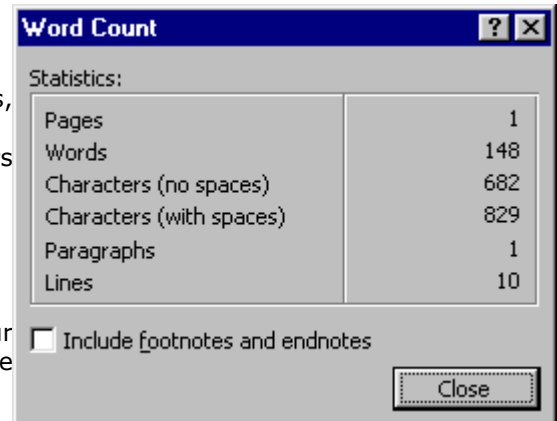 Word Count
Statistics:
s,
Pages 1
Words 148
s
Characters (no spaces) 682
Characters (with spaces) 829
Paragraphs 1
Lines 10
ur
Include footnotes and endnotes
e
Close